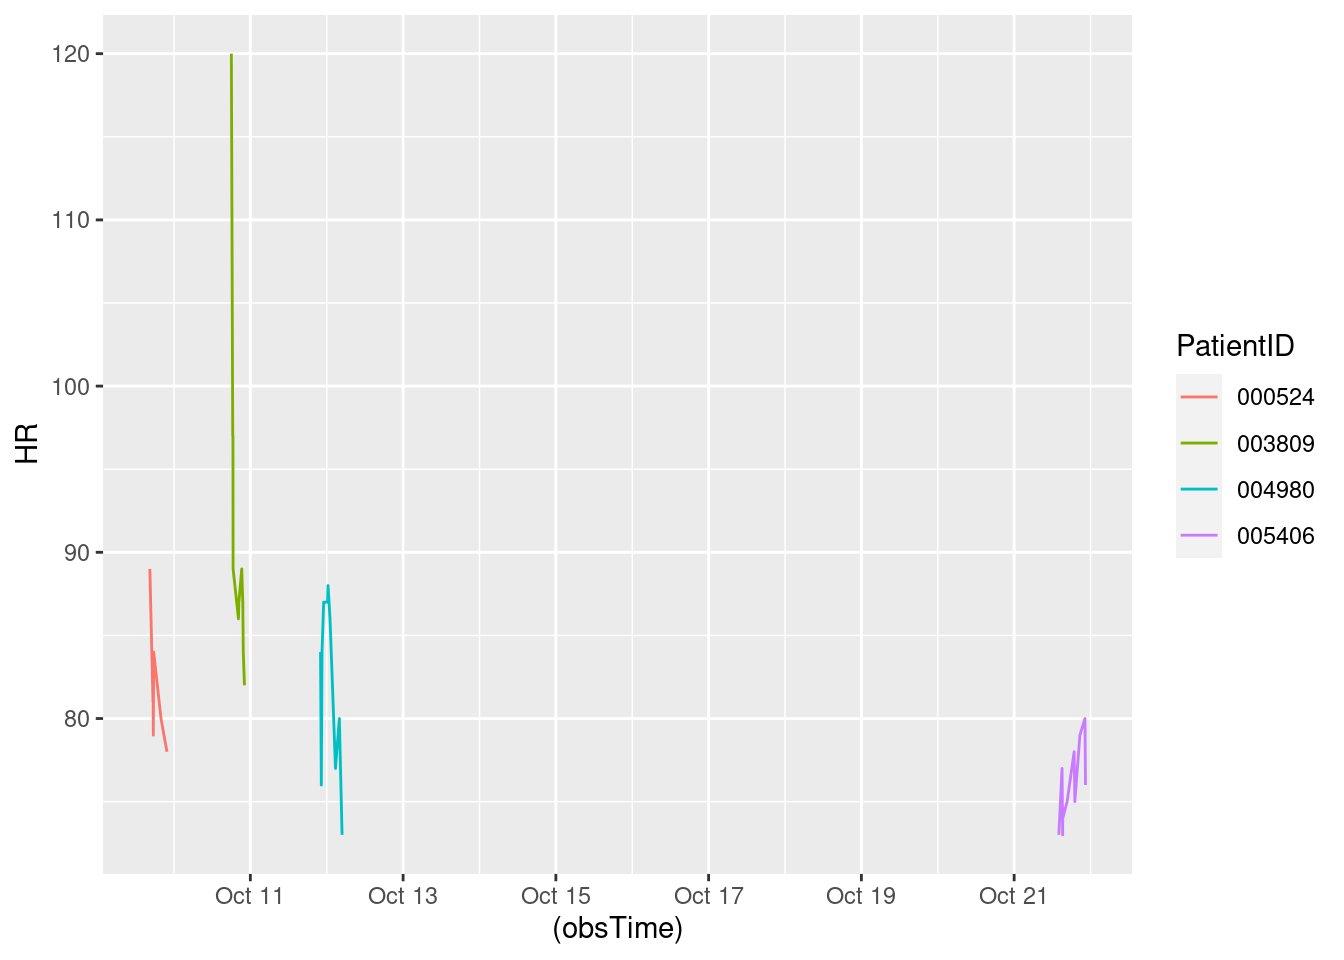 120
110
100
90
80
HR
Oct 11
Oct 13
Oct 15
Oct 17
Oct 19
Oct 21
(obsTime)
PatientID
000524
003809
004980
005406